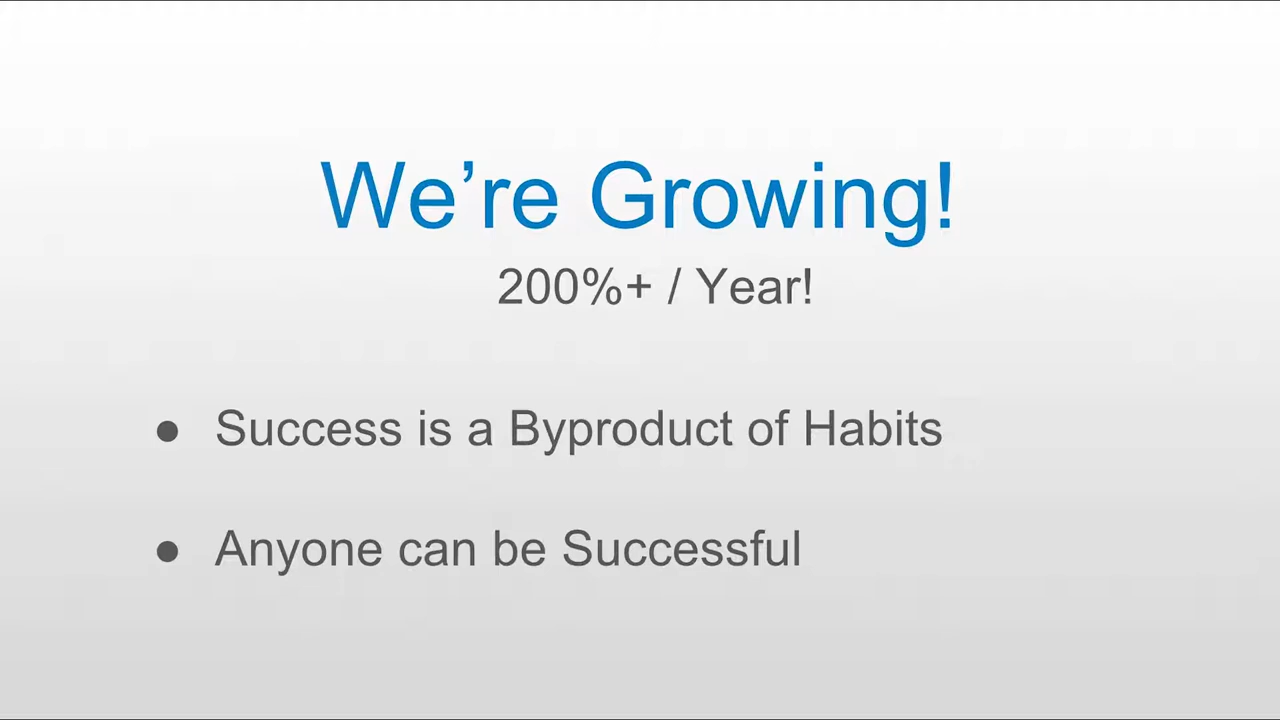 We’re Growing!
200%+ / Year!
● Success is a Byproduct of Habits
● Anyone can be Successful